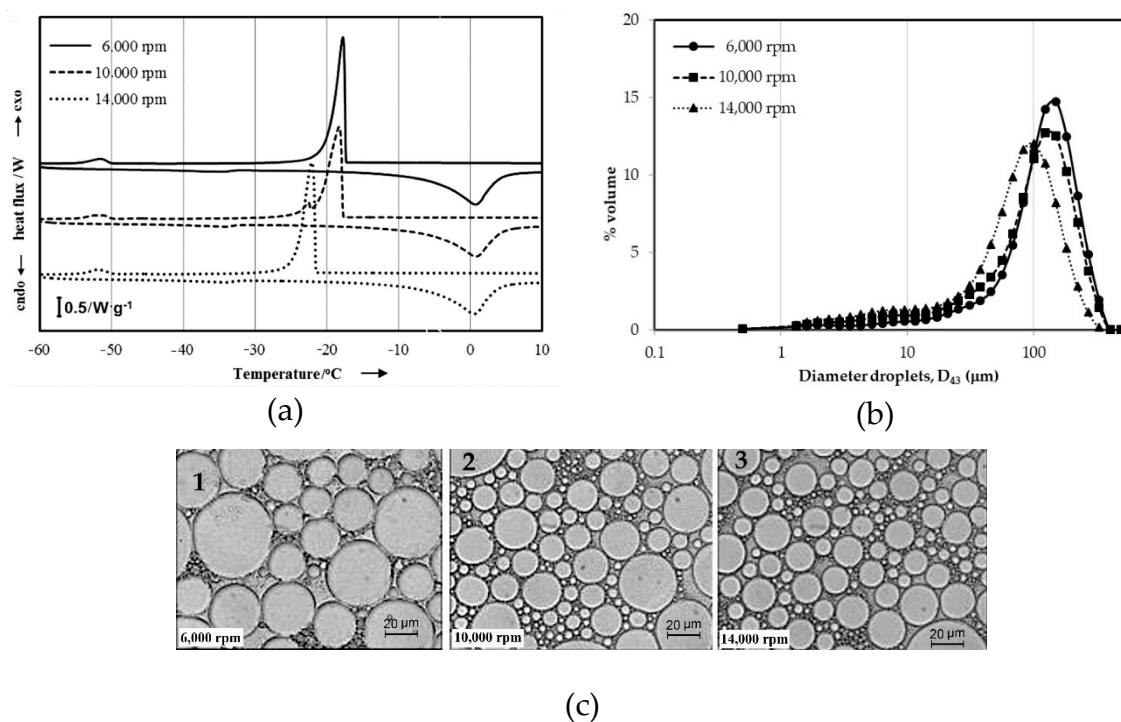 6,000 rpm
10,000 rpm
14,000 rpm
endo ← heat flux / W → exo
0.5/W·g⁻¹
−60 −50 −40 −30 −20 −10 0 10
Temperature/°C →
(a)
20
15
10
5
0
% volume
6,000 rpm
10,000 rpm
14,000 rpm
0.1 1 10 100
Diameter droplets, D₄₃ (µm)
(b)
1
6,000 rpm
20 µm
2
10,000 rpm
20 µm
3
14,000 rpm
20 µm
(c)